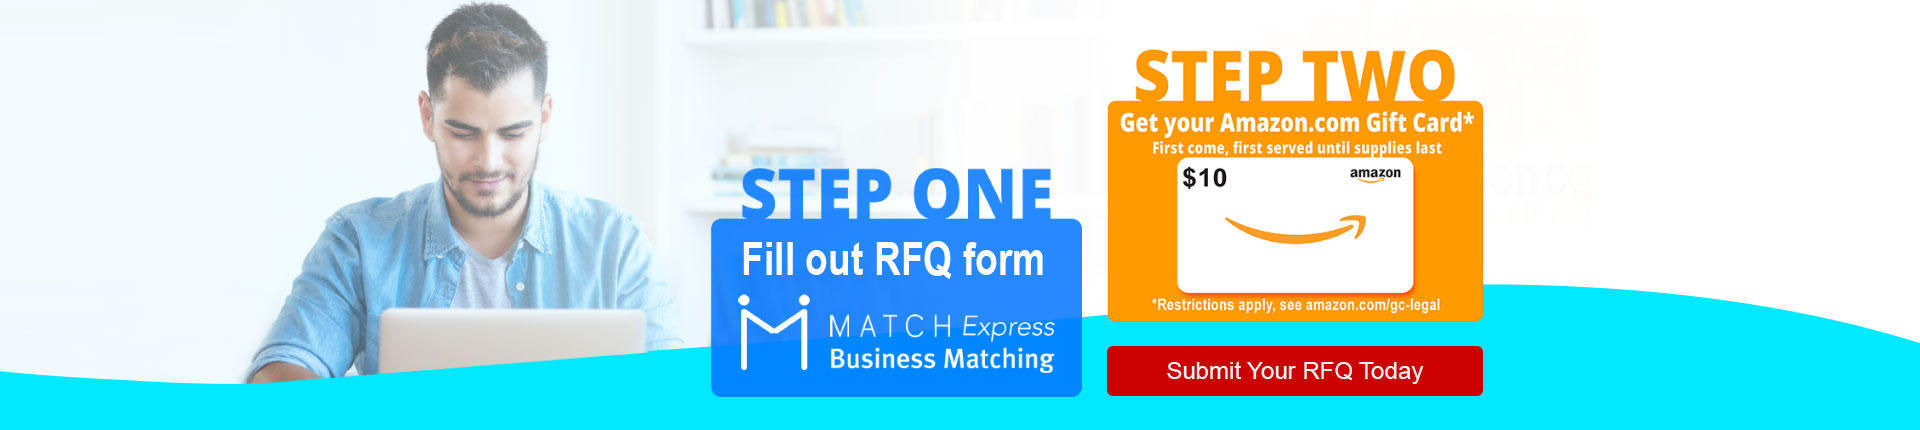 STEP ONE
Fill out RFQ form
MATCH Express
Business Matching
STEP TWO
Get your Amazon.com Gift Card*
First come, first served until supplies last
$10
amazon
*Restrictions apply, see amazon.com/gc-legal
Submit Your RFQ Today